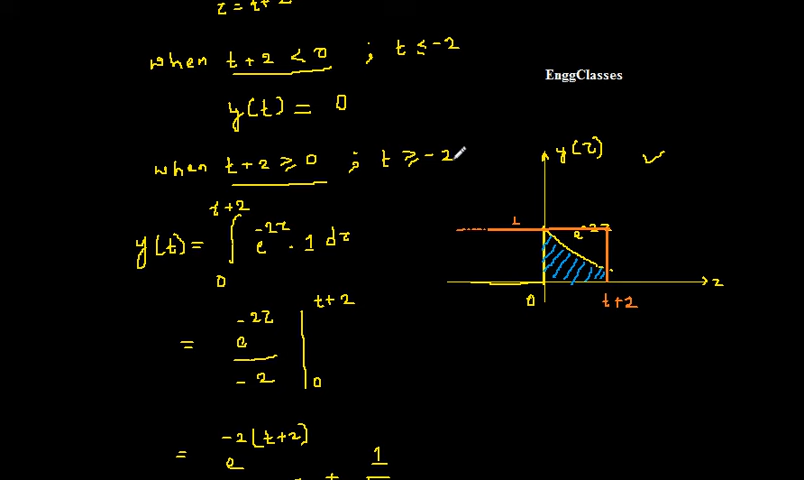 τ = t+2
when t+2 < 0 ; t ≤ -2
EnggClasses
y(t) = 0
y(τ)
when t+2 ≥ 0 ; t ≥ -2
y(t) = ∫₀^{t+2} e^{-2τ} · 1 dτ
1
e^{-2τ}
τ
0 t+2
= e^{-2τ} / -2 |₀^{t+2}
= e^{-2(t+2)} + 1